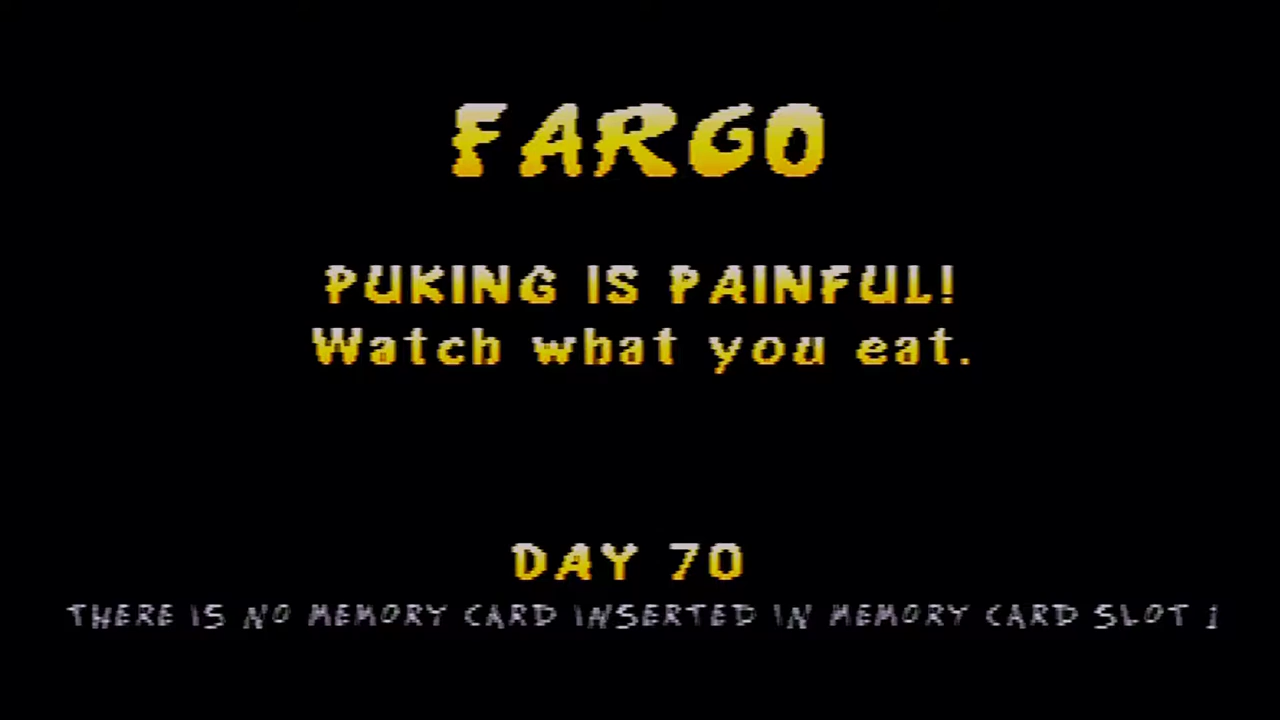 FARGO
PUKING IS PAINFUL!
Watch what you eat.
DAY 70
THERE IS NO MEMORY CARD INSERTED IN MEMORY CARD SLOT 1